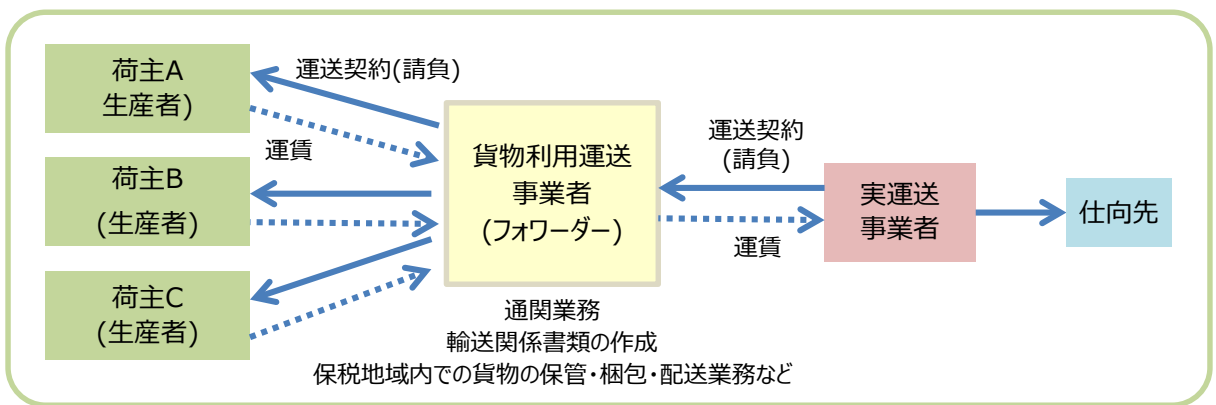 荷主A
生産者)
運送契約(請負)
運賃
荷主B
(生産者)
荷主C
(生産者)
貨物利用運送
事業者
(フォワーダー)
通関業務
輸送関係書類の作成
保税地域内での貨物の保管・梱包・配送業務など
運送契約
(請負)
運賃
実運送
事業者
仕向先